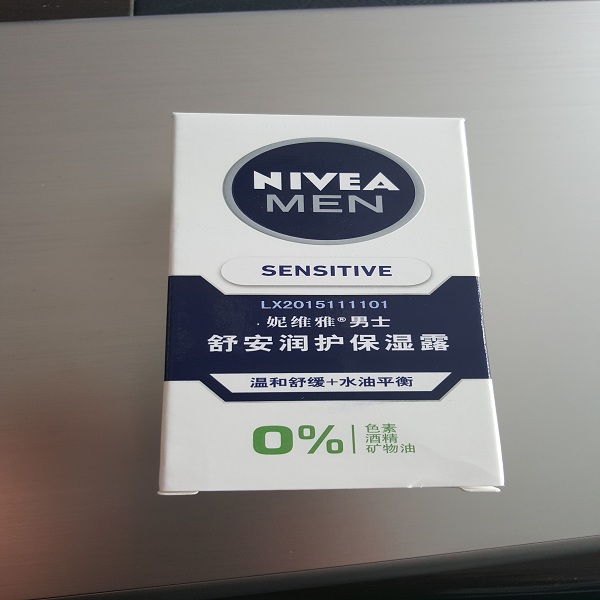 NIVEA
MEN
SENSITIVE
LX2015111101
妮维雅®男士
舒安润护保湿露
温和舒缓+水油平衡
0%
色素
酒精
矿物油